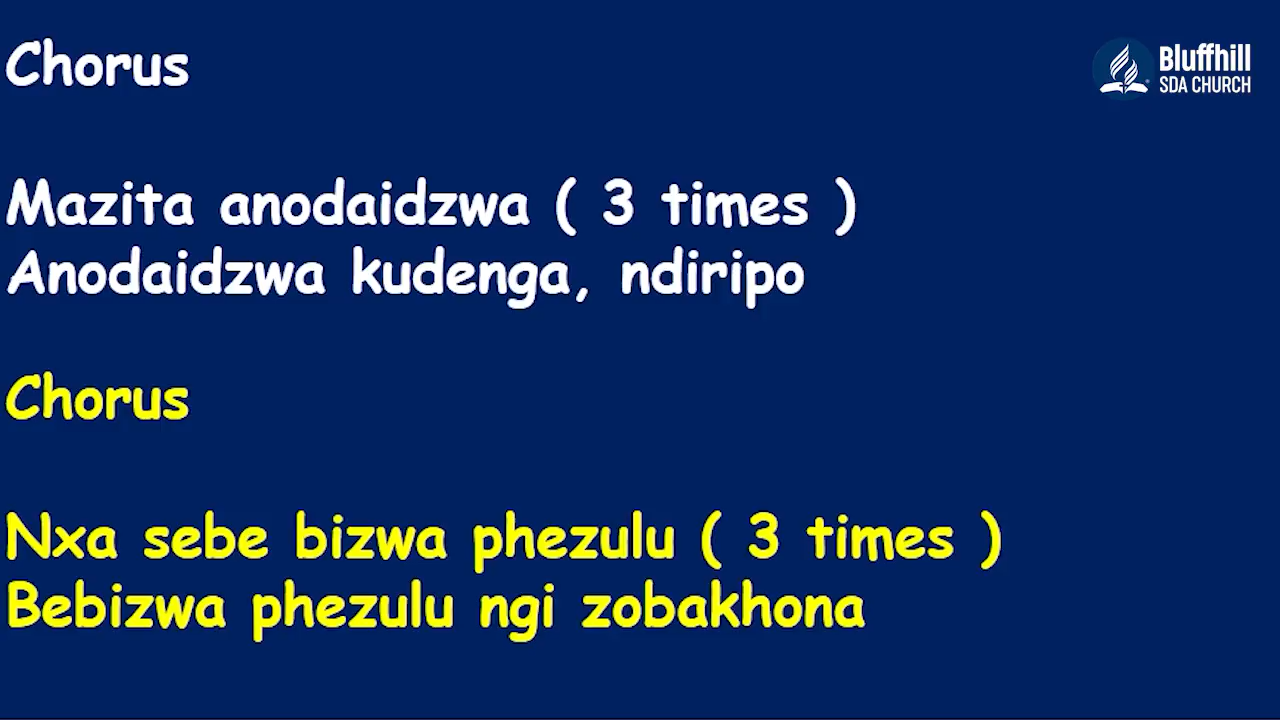 Chorus
Bluffhill
SDA CHURCH
Mazita anodaidzwa ( 3 times )
Anodaidzwa kudenga, ndiripo
Chorus
Nxa sebe bizwa phezulu ( 3 times )
Bebizwa phezulu ngi zobakhona